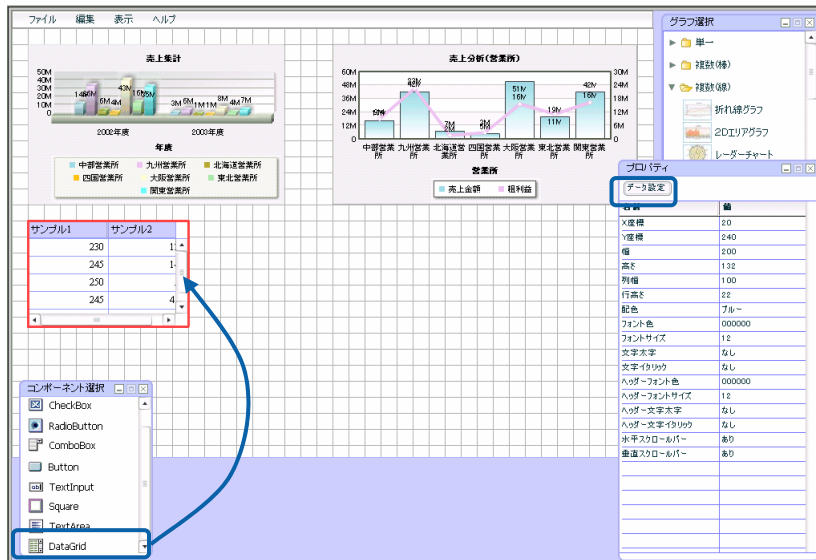 ファイル 編集 表示 ヘルプ
売上集計
50M
40M
30M
20M
10M
0
43M
2002年度 2003年度
年度
中部営業所 九州営業所 北海道営業所
四国営業所 大阪営業所 東北営業所
関東営業所
売上分析(営業所)
60M 30M
48M 24M
36M 18M
24M 12M
12M 6M
0 0
51M
16M
19M
11M
42M
16M
中部営業所 九州営業所 北海道営業所 四国営業所 大阪営業所 東北営業所 関東営業所
営業所
売上金額 粗利益
グラフ選択
単一
複数(棒)
複数(線)
折れ線グラフ
2Dエリアグラフ
レーダーチャート
プロパティ
データ設定
名前 値
X座標 20
Y座標 240
幅 200
高さ 132
列幅 100
行高さ 22
配色 ブルー
フォント色 000000
フォントサイズ 12
文字太字 なし
文字イタリック なし
ヘッダーフォント色 000000
ヘッダーフォントサイズ 12
ヘッダー文字太字 なし
ヘッダー文字イタリック なし
水平スクロールバー あり
垂直スクロールバー あり
サンプル1 サンプル2
230
245
250
245 4
コンポーネント選択
CheckBox
RadioButton
ComboBox
Button
TextInput
Square
TextArea
DataGrid